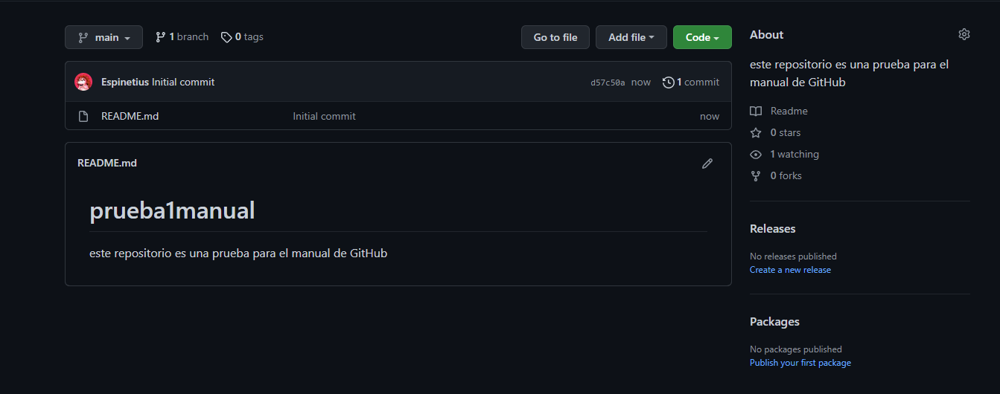 main
1 branch
0 tags
Go to file
Add file
Code
Espinetius Initial commit
d57c50a now
1 commit
README.md
Initial commit
now
README.md
prueba1manual
este repositorio es una prueba para el manual de GitHub
About
este repositorio es una prueba para el
manual de GitHub
Readme
0 stars
1 watching
0 forks
Releases
No releases published
Create a new release
Packages
No packages published
Publish your first package